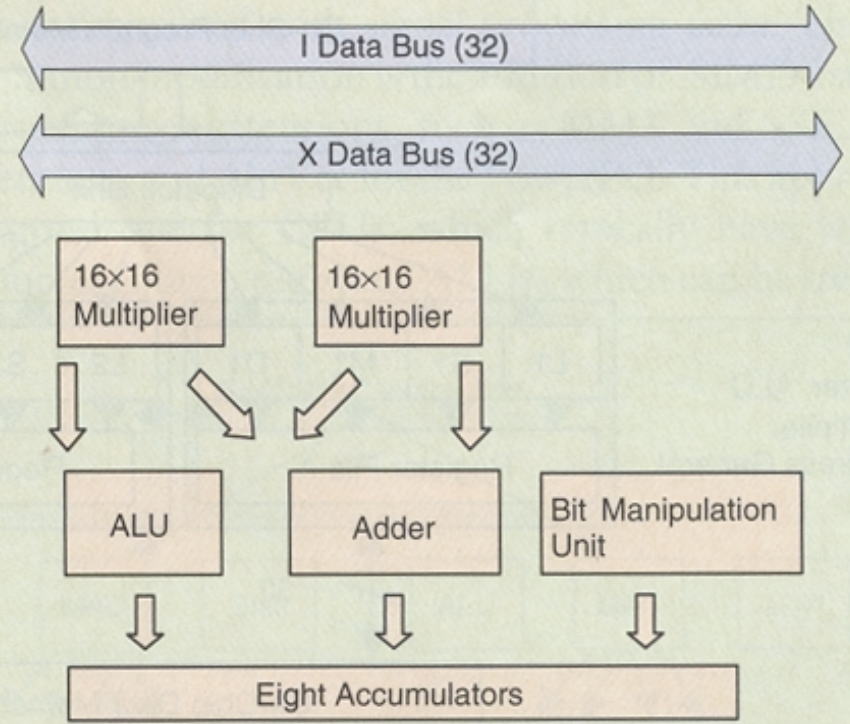 I Data Bus (32)
X Data Bus (32)
16×16
Multiplier
16×16
Multiplier
ALU
Adder
Bit Manipulation
Unit
Eight Accumulators